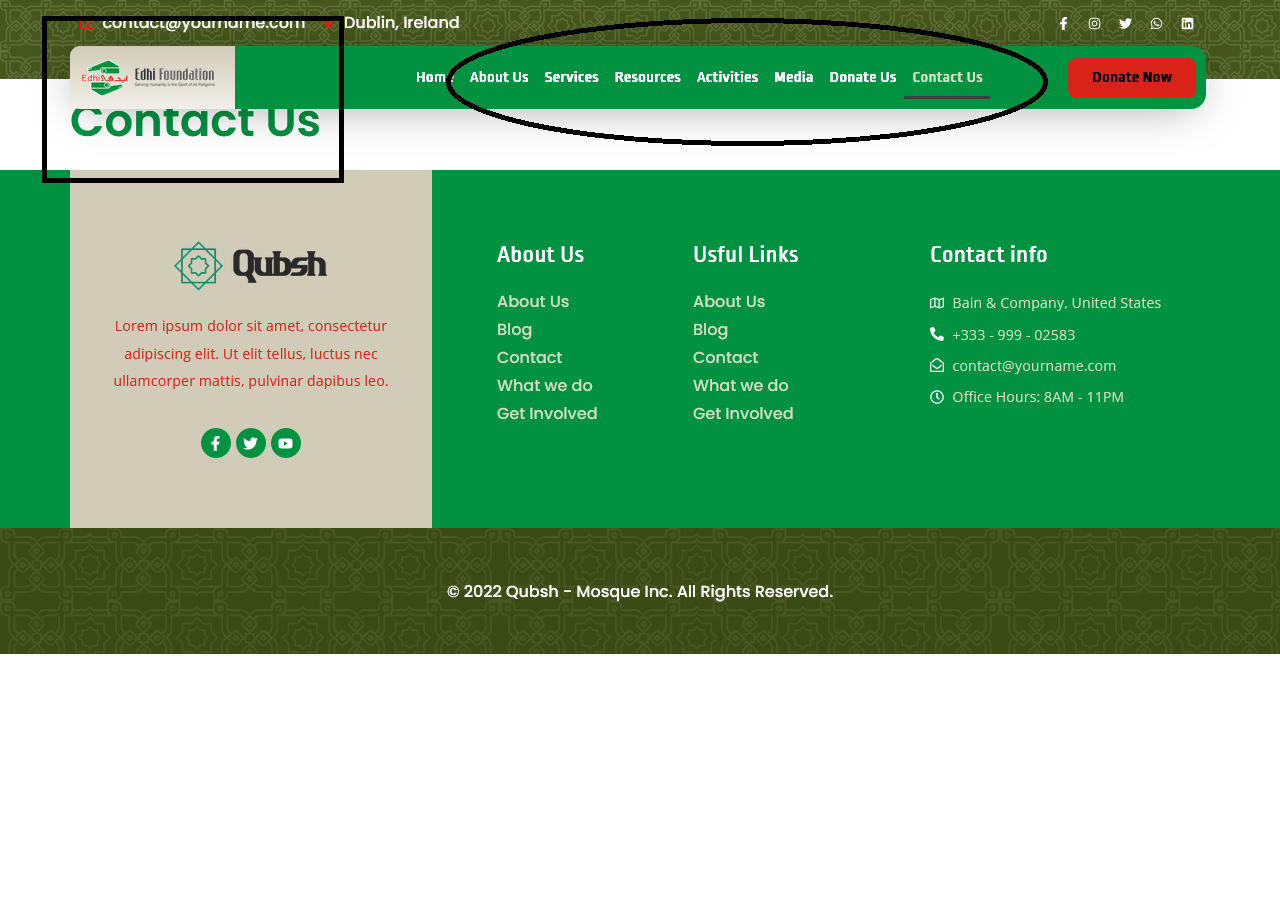 contact@yourname.com Dublin, Ireland
Edhi Edhi Foundation
Serving Humanity is the Spirit of All Religions
Home About Us Services Resources Activities Media Donate Us Contact Us Donate Now
Contact Us
Qubsh
Lorem ipsum dolor sit amet, consectetur
adipiscing elit. Ut elit tellus, luctus nec
ullamcorper mattis, pulvinar dapibus leo.
About Us
About Us
Blog
Contact
What we do
Get Involved
Usful Links
About Us
Blog
Contact
What we do
Get Involved
Contact info
Bain & Company, United States
+333 - 999 - 02583
contact@yourname.com
Office Hours: 8AM - 11PM
© 2022 Qubsh - Mosque Inc. All Rights Reserved.